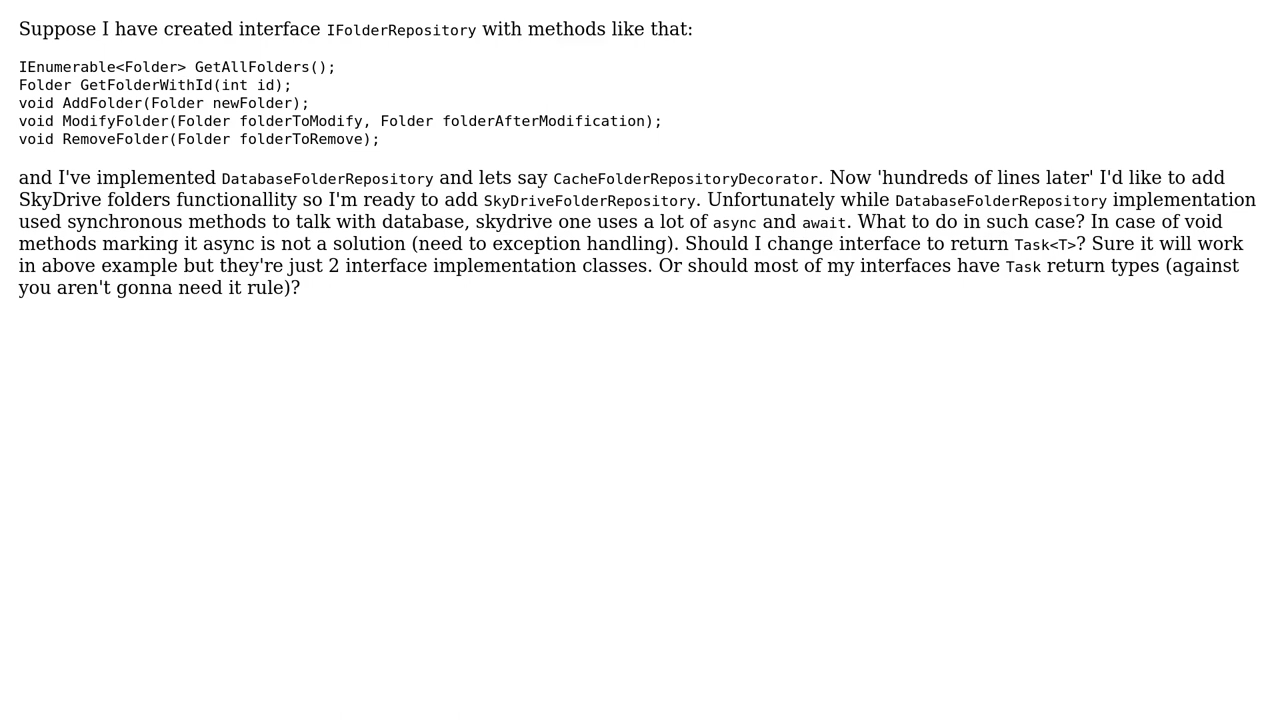 Suppose I have created interface IFolderRepository with methods like that:
IEnumerable<Folder> GetAllFolders();
Folder GetFolderWithId(int id);
void AddFolder(Folder newFolder);
void ModifyFolder(Folder folderToModify, Folder folderAfterModification);
void RemoveFolder(Folder folderToRemove);
and I've implemented DatabaseFolderRepository and lets say CacheFolderRepositoryDecorator. Now 'hundreds of lines later' I'd like to add
SkyDrive folders functionallity so I'm ready to add SkyDriveFolderRepository. Unfortunately while DatabaseFolderRepository implementation
used synchronous methods to talk with database, skydrive one uses a lot of async and await. What to do in such case? In case of void
methods marking it async is not a solution (need to exception handling). Should I change interface to return Task<T>? Sure it will work
in above example but they're just 2 interface implementation classes. Or should most of my interfaces have Task return types (against
you aren't gonna need it rule)?